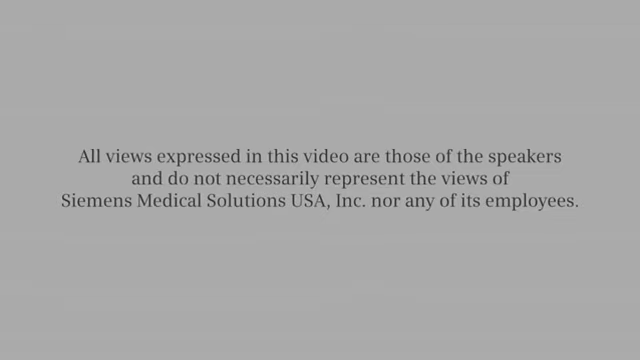 All views expressed in this video are those of the speakers
and do not necessarily represent the views of
Siemens Medical Solutions USA, Inc. nor any of its employees.